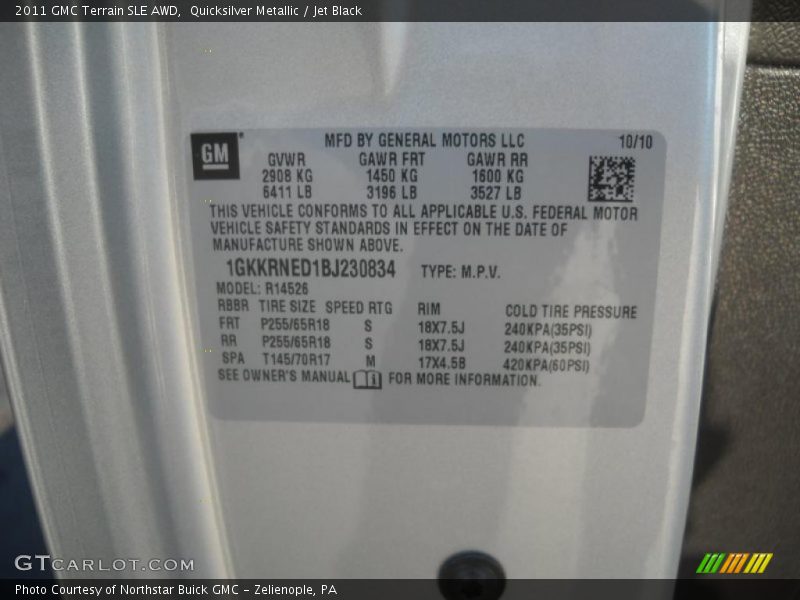 2011 GMC Terrain SLE AWD, Quicksilver Metallic / Jet Black
GM
MFD BY GENERAL MOTORS LLC 10/10
GVWR GAWR FRT GAWR RR
2908 KG 1450 KG 1600 KG
6411 LB 3196 LB 3527 LB
THIS VEHICLE CONFORMS TO ALL APPLICABLE U.S. FEDERAL MOTOR
VEHICLE SAFETY STANDARDS IN EFFECT ON THE DATE OF
MANUFACTURE SHOWN ABOVE.
1GKKRNED1BJ230834 TYPE: M.P.V.
MODEL: R14526
RBBR TIRE SIZE SPEED RTG RIM COLD TIRE PRESSURE
FRT P255/65R18 S 18X7.5J 240KPA(35PSI)
RR P255/65R18 S 18X7.5J 240KPA(35PSI)
SPA T145/70R17 M 17X4.5B 420KPA(60PSI)
SEE OWNER'S MANUAL FOR MORE INFORMATION.
GTCARLOT.COM
Photo Courtesy of Northstar Buick GMC - Zelienople, PA